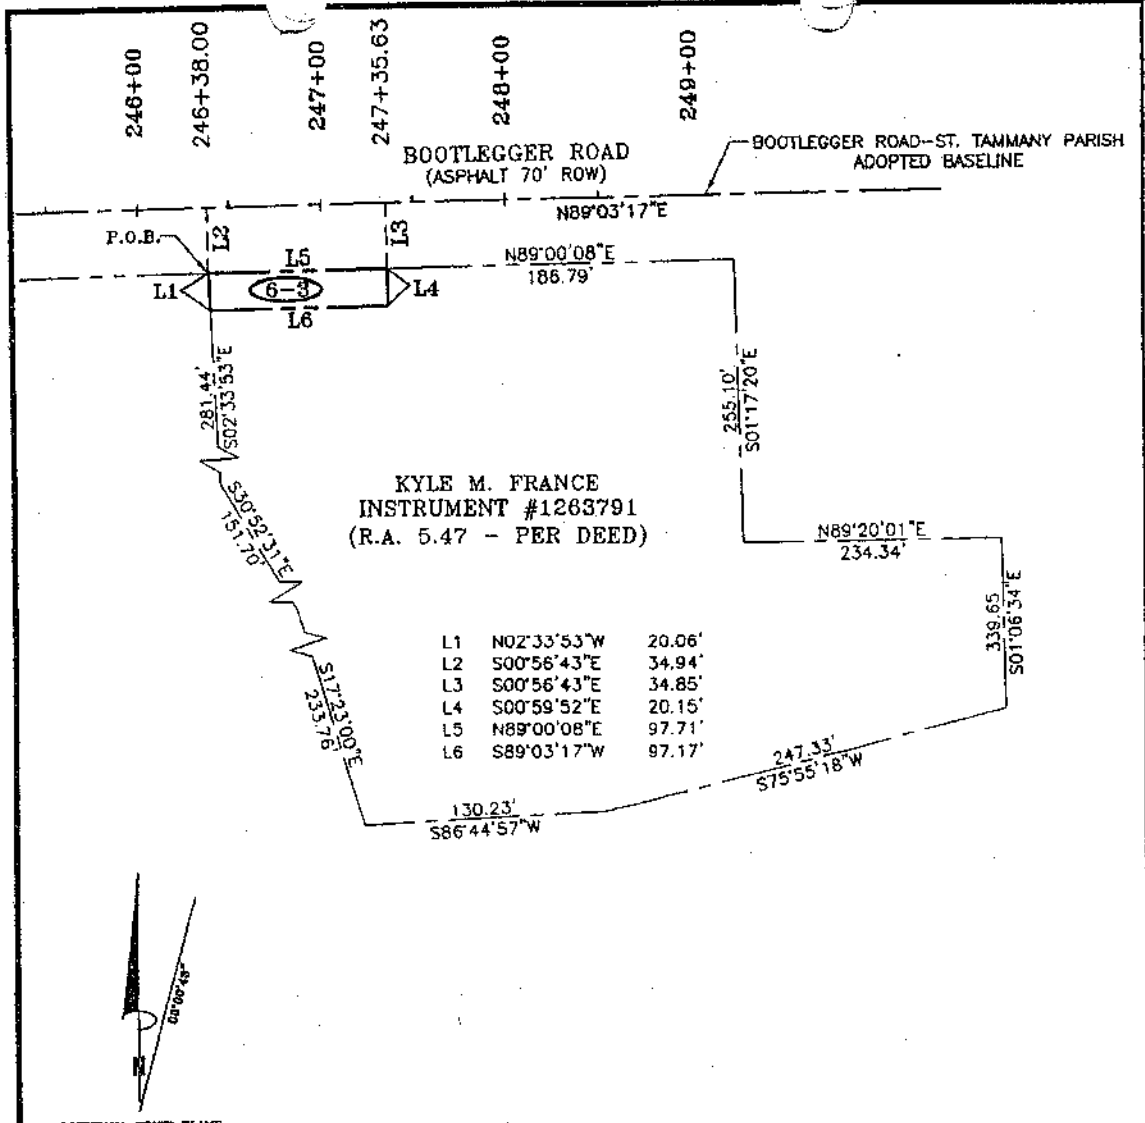 246+00
246+38.00
247+00
247+35.63
248+00
249+00
BOOTLEGGER ROAD
(ASPHALT 70' ROW)
BOOTLEGGER ROAD--ST. TAMMANY PARISH
ADOPTED BASELINE
N89°03'17"E
P.O.B.
L2
L3
L5
N89°00'08"E
186.79'
L1
6-3
L4
L6
281.44'
S02°33'53"E
255.10'
S01°17'20"E
S30°52'31"E
151.70'
KYLE M. FRANCE
INSTRUMENT #1263791
(R.A. 5.47 - PER DEED)
N89°20'01"E
234.34'
339.65
S01°06'34"E
L1 N02°33'53"W 20.06'
L2 S00°56'43"E 34.94'
L3 S00°56'43"E 34.85'
L4 S00°59'52"E 20.15'
L5 N89°00'08"E 97.71'
L6 S89°03'17"W 97.17'
S17°23'00"E
233.76'
247.33'
S75°55'18"W
130.23'
S86°44'57"W
N